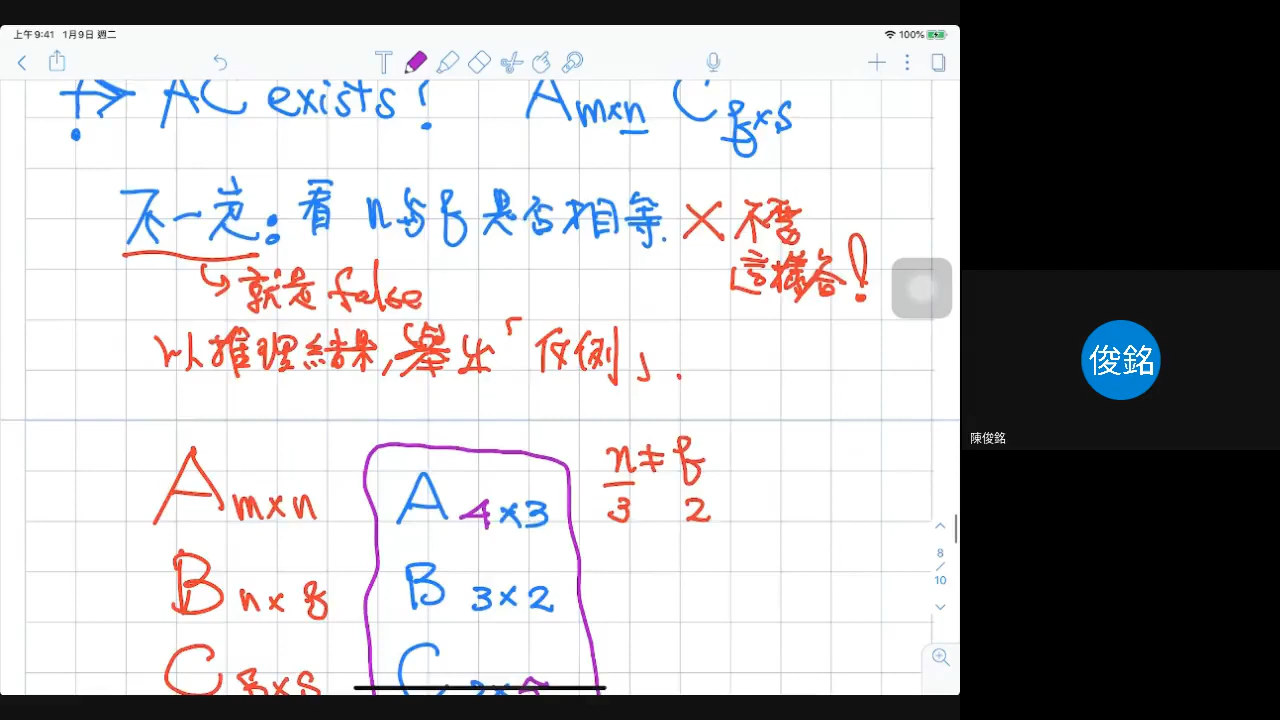 上午9:41 1月9日 週二
100%
AC exists? A m×n C q×s
不一定:看 n与q 是否相等. × 不要
這樣答!
↳ 就是 false
以推理結果,舉出「反例」.
A m×n A 4×3 n≠q
3 2
B n×q B 3×2
C q×s C
8
/
10
俊銘
陳俊銘